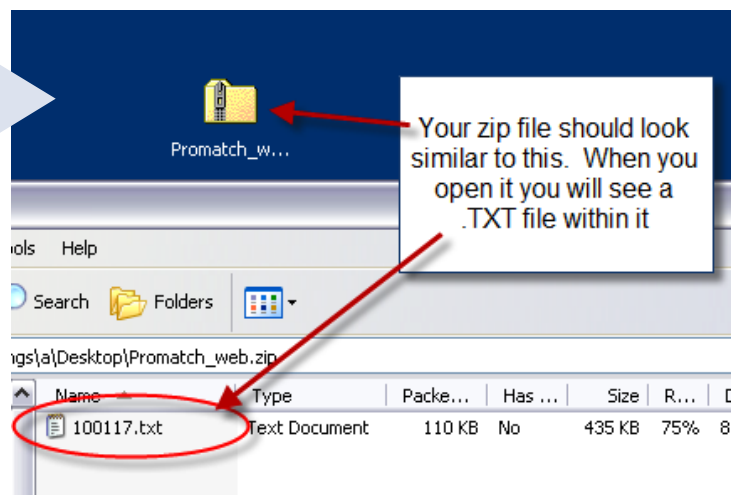 Promatch_w...
Your zip file should look
similar to this. When you
open it you will see a
.TXT file within it
ols Help
Search Folders
ngs\a\Desktop\Promatch_web.zip
Name Type Packe... Has ... Size R...
100117.txt Text Document 110 KB No 435 KB 75% 8